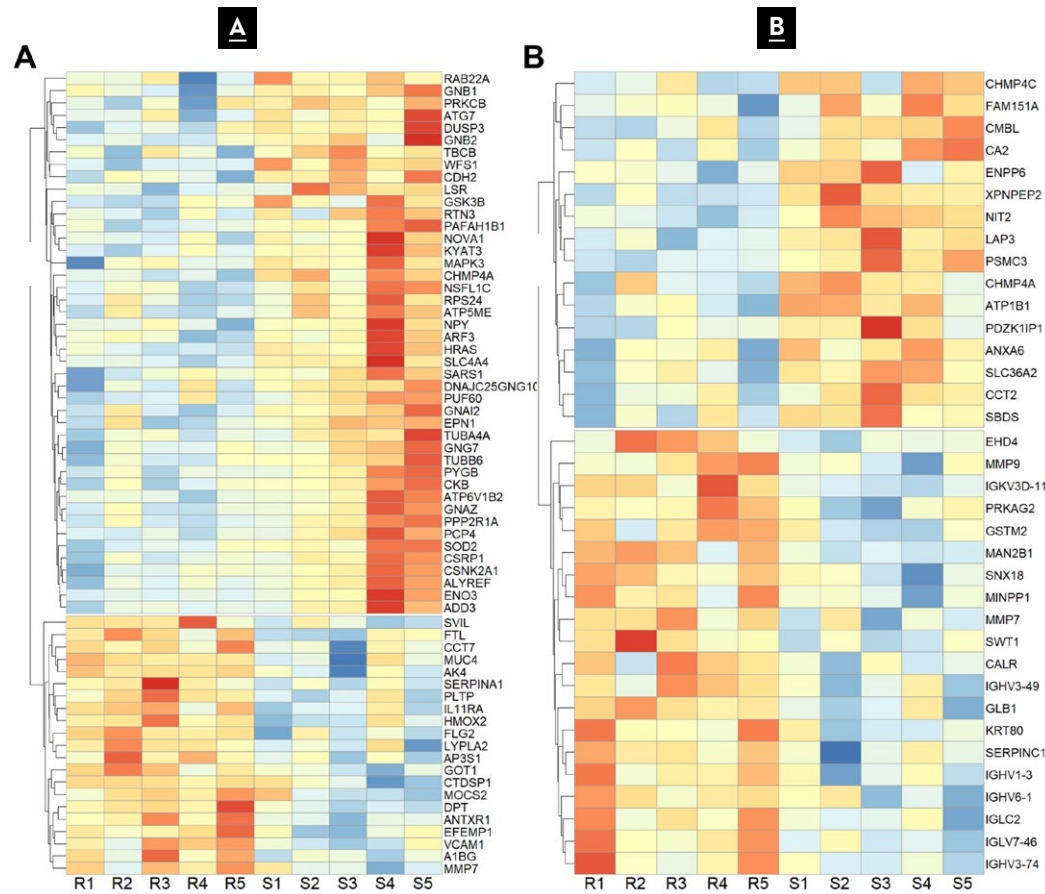 A
B
A
B
RAB22A
GNB1
PRKCB
ATG7
DUSP3
GNB2
TBCB
WFS1
CDH2
LSR
GSK3B
RTN3
PAFAH1B1
NOVA1
KYAT3
MAPK3
CHMP4A
NSFL1C
RPS24
ATP5ME
NPY
ARF3
HRAS
SLC4A4
SARS1
DNAJC25GNG10
PUF60
GNAI2
EPN1
TUBA4A
GNG7
TUBB6
PYGB
CKB
ATP6V1B2
GNAZ
PPP2R1A
PCP4
SOD2
CSRP1
CSNK2A1
ALYREF
ENO3
ADD3
SVIL
FTL
CCT7
MUC4
AK4
SERPINA1
PLTP
IL11RA
HMOX2
FLG2
LYPLA2
AP3S1
GOT1
CTDSP1
MOCS2
DPT
ANTXR1
EFEMP1
VCAM1
A1BG
MMP7
R1 R2 R3 R4 R5 S1 S2 S3 S4 S5
CHMP4C
FAM151A
CMBL
CA2
ENPP6
XPNPEP2
NIT2
LAP3
PSMC3
CHMP4A
ATP1B1
PDZK1IP1
ANXA6
SLC36A2
CCT2
SBDS
EHD4
MMP9
IGKV3D-11
PRKAG2
GSTM2
MAN2B1
SNX18
MINPP1
MMP7
SWT1
CALR
IGHV3-49
GLB1
KRT80
SERPINC1
IGHV1-3
IGHV6-1
IGLC2
IGLV7-46
IGHV3-74
R1 R2 R3 R4 R5 S1 S2 S3 S4 S5